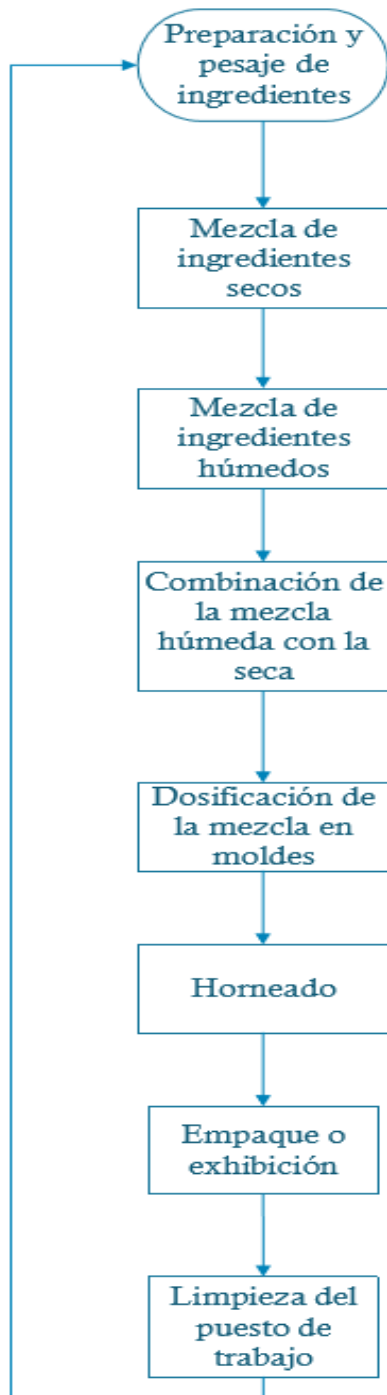 Preparación y
pesaje de
ingredientes
Mezcla de
ingredientes
secos
Mezcla de
ingredientes
húmedos
Combinación de
la mezcla
húmeda con la
seca
Dosificación de
la mezcla en
moldes
Horneado
Empaque o
exhibición
Limpieza del
puesto de
trabajo